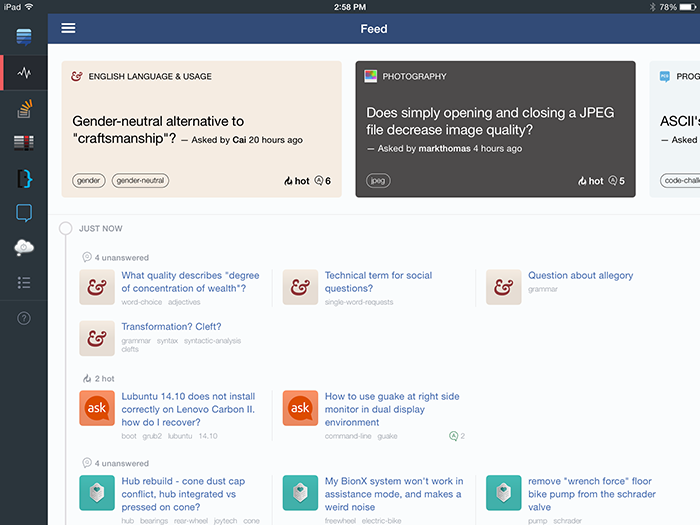 iPad 2:58 PM 78%
Feed
ENGLISH LANGUAGE & USAGE
Gender-neutral alternative to
"craftsmanship"? — Asked by Cai 20 hours ago
gender gender-neutral hot 6
PHOTOGRAPHY
Does simply opening and closing a JPEG
file decrease image quality?
— Asked by markthomas 4 hours ago
jpeg hot 5
PROG
ASCII's
— Asked
code-chall
JUST NOW
4 unanswered
What quality describes "degree
of concentration of wealth"?
word-choice adjectives
Technical term for social
questions?
single-word-requests
Question about allegory
grammar
Transformation? Cleft?
grammar syntax syntactic-analysis
clefts
2 hot
ask
Lubuntu 14.10 does not install
correctly on Lenovo Carbon II.
how do I recover?
boot grub2 lubuntu 14.10
ask
How to use guake at right side
monitor in dual display
environment
command-line guake 2
4 unanswered
Hub rebuild - cone dust cap
conflict, hub integrated vs
pressed on cone?
hub bearings rear-wheel joytech cone
My BionX system won't work in
assistance mode, and makes a
weird noise
freewheel electric-bike
remove "wrench force" floor
bike pump from the schrader
valve
pump schrader